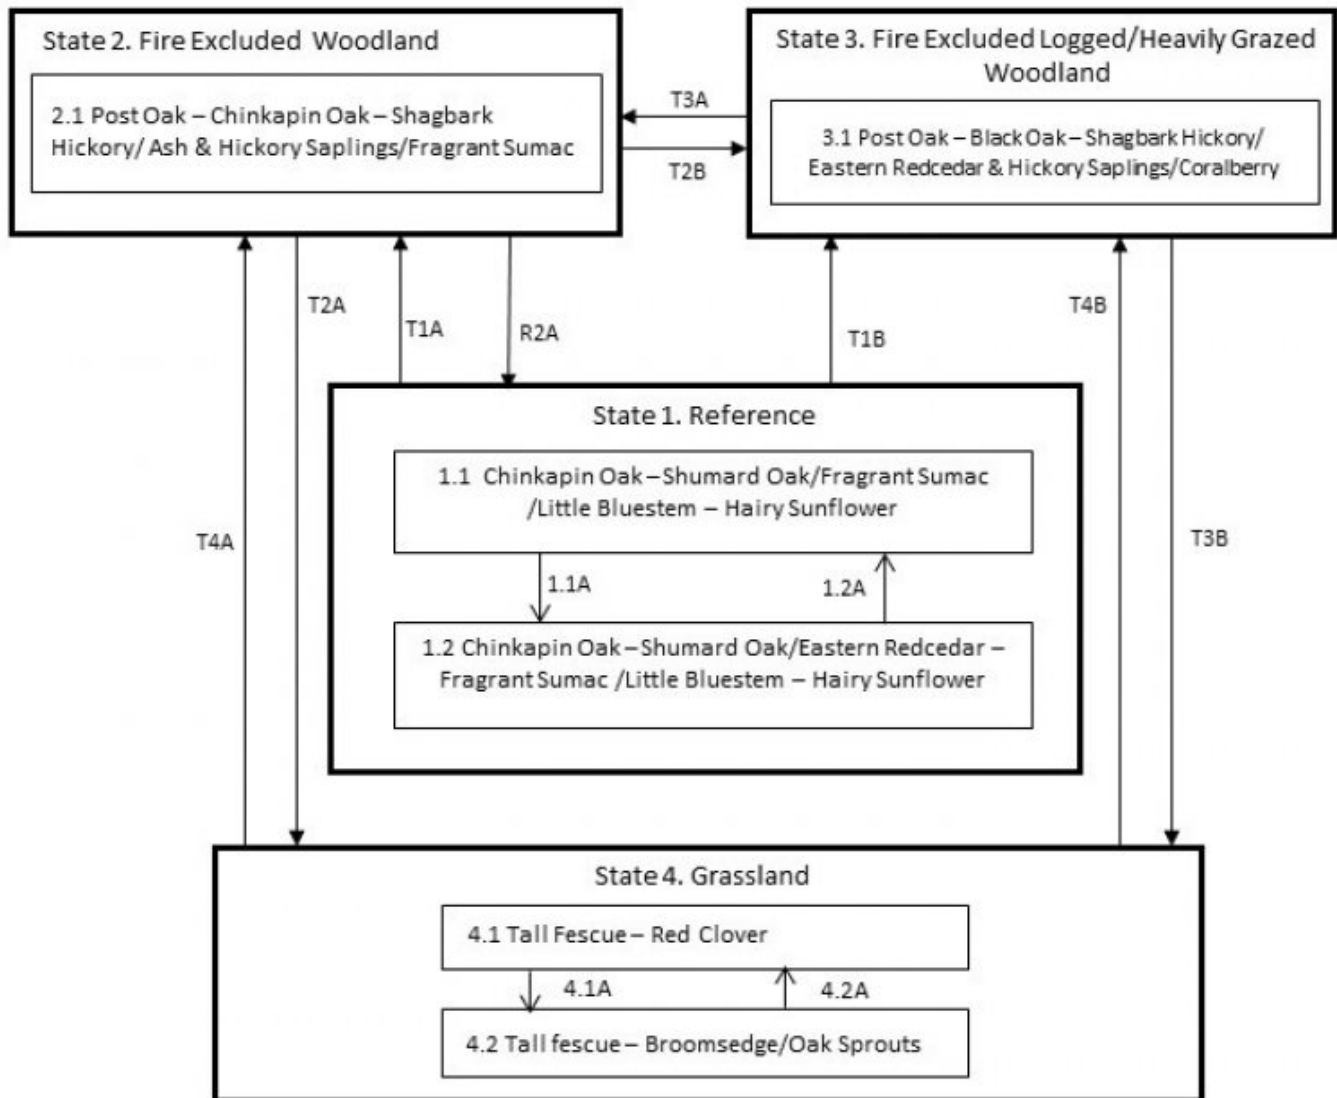 State 2. Fire Excluded Woodland
2.1 Post Oak – Chinkapin Oak – Shagbark
Hickory/ Ash & Hickory Saplings/Fragrant Sumac
T3A
T2B
State 3. Fire Excluded Logged/Heavily Grazed
Woodland
3.1 Post Oak – Black Oak – Shagbark Hickory/
Eastern Redcedar & Hickory Saplings/Coralberry
T2A
T1A
R2A
T1B
T4B
State 1. Reference
1.1 Chinkapin Oak – Shumard Oak/Fragrant Sumac
/Little Bluestem – Hairy Sunflower
T4A
T3B
1.1A
1.2A
1.2 Chinkapin Oak – Shumard Oak/Eastern Redcedar –
Fragrant Sumac /Little Bluestem – Hairy Sunflower
State 4. Grassland
4.1 Tall Fescue – Red Clover
4.1A
4.2A
4.2 Tall fescue – Broomsedge/Oak Sprouts